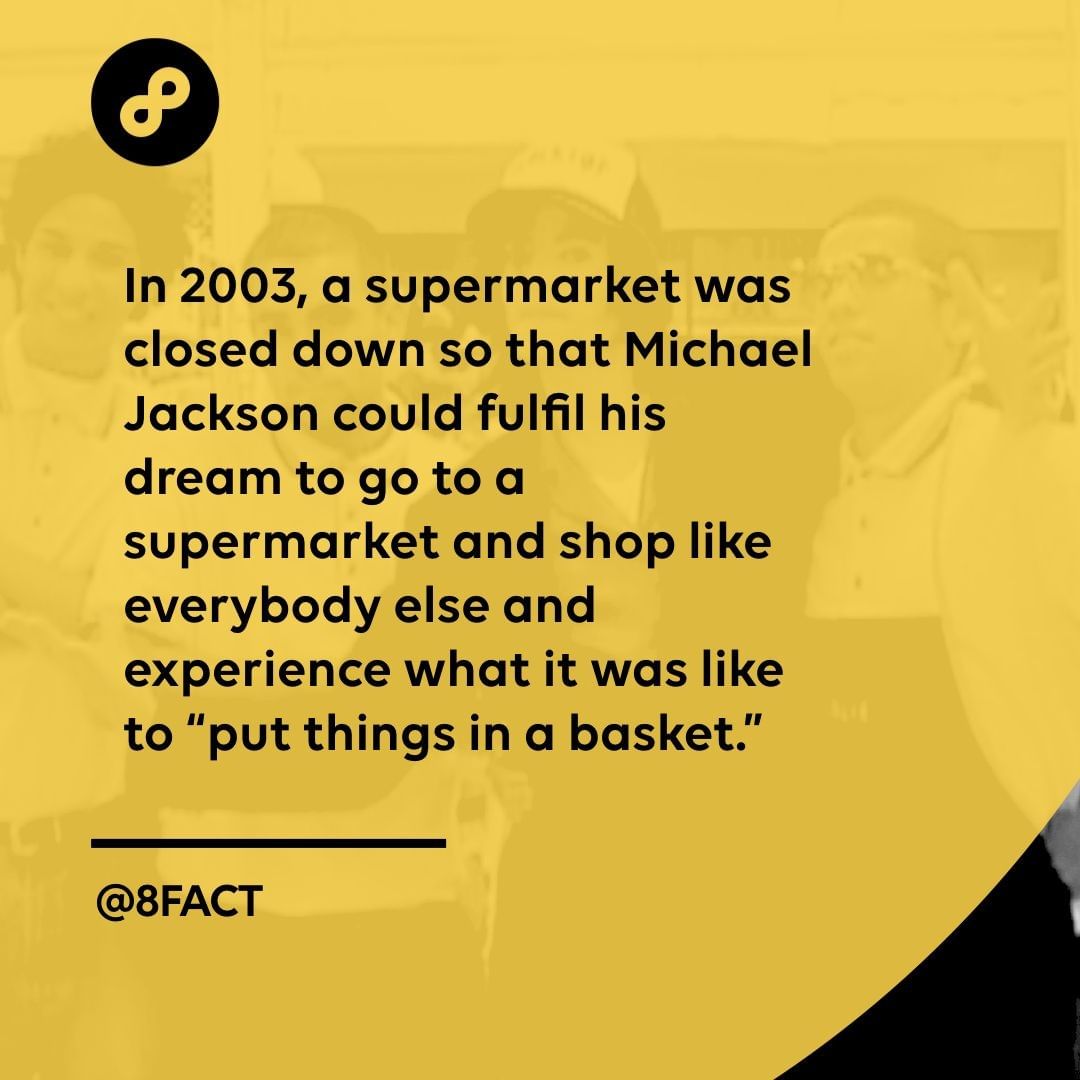 In 2003, a supermarket was
closed down so that Michael
Jackson could fulfil his
dream to go to a
supermarket and shop like
everybody else and
experience what it was like
to “put things in a basket.”
@8FACT